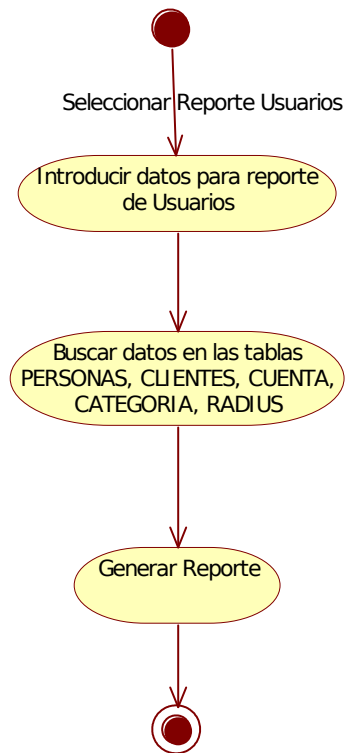 Seleccionar Reporte Usuarios
Introducir datos para reporte
de Usuarios
Buscar datos en las tablas
PERSONAS, CLIENTES, CUENTA,
CATEGORIA, RADIUS
Generar Reporte